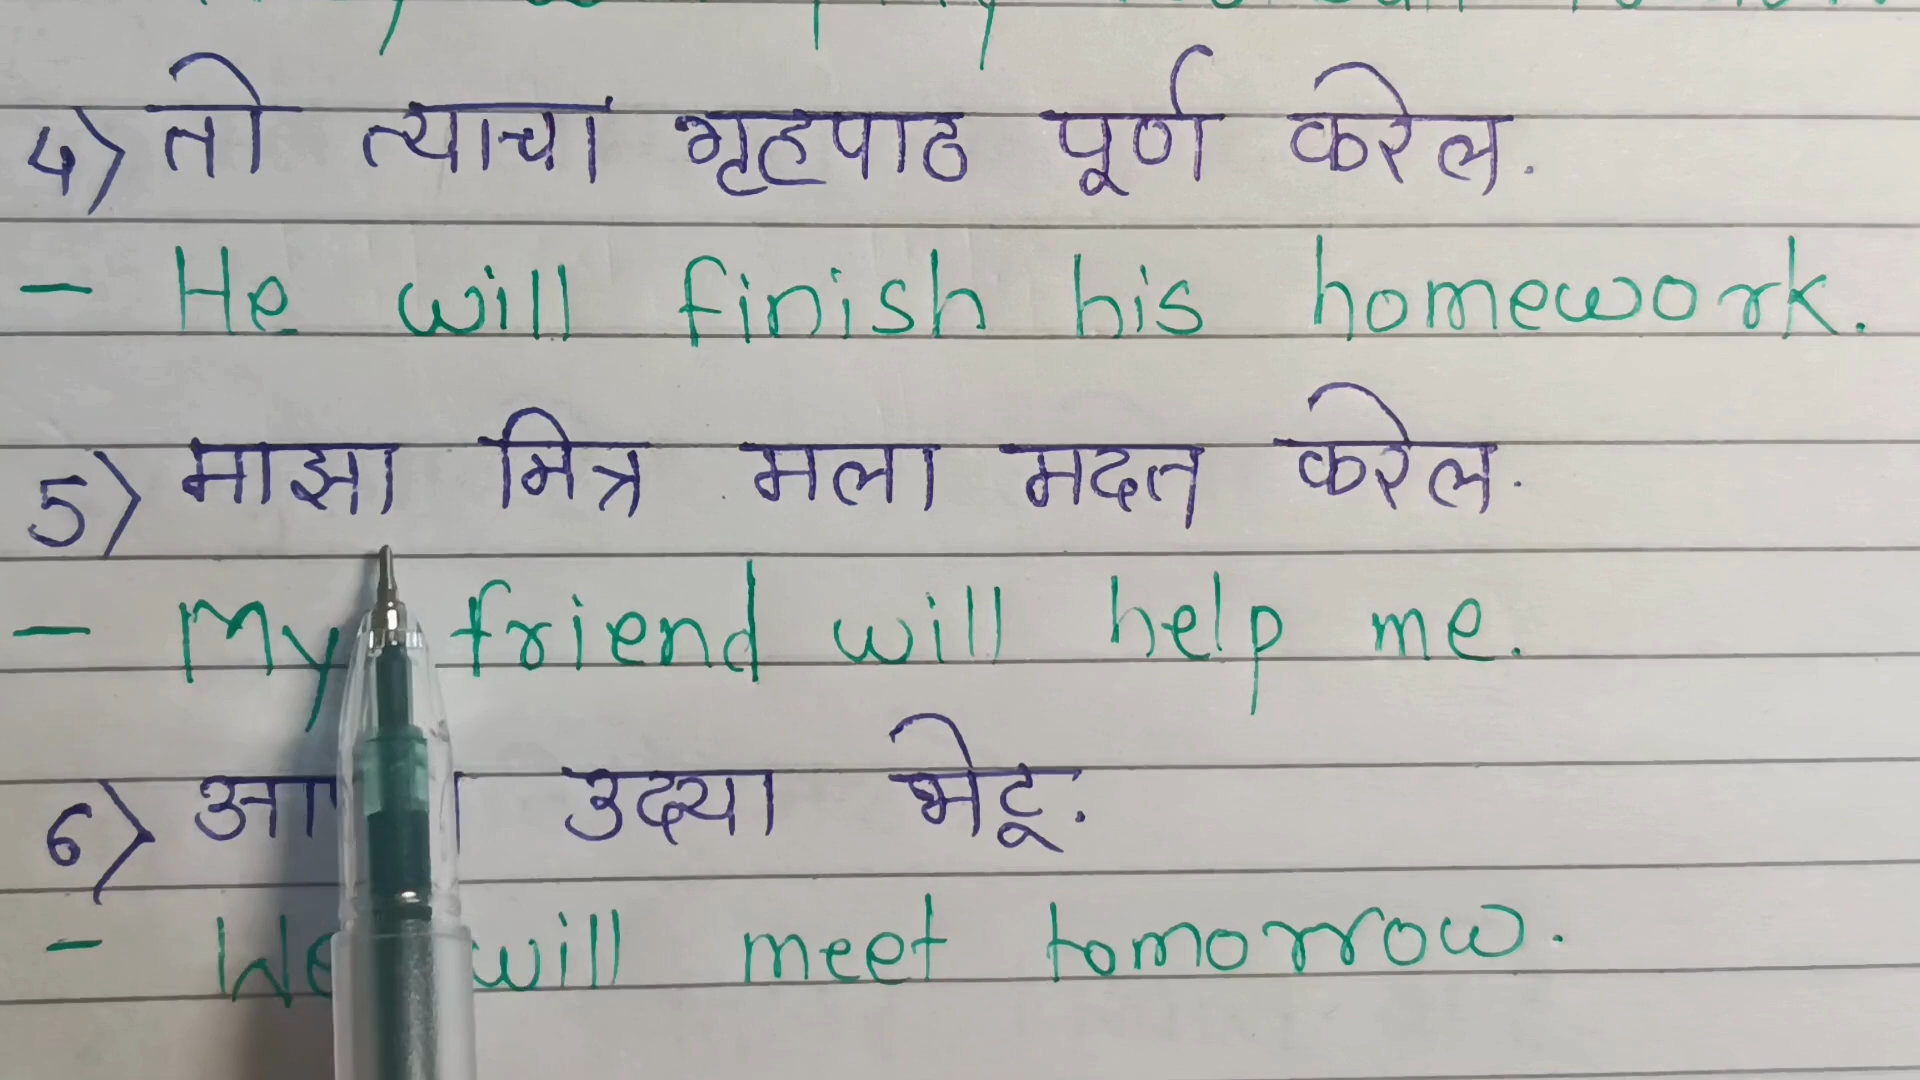 4) तो त्याचा गृहपाठ पूर्ण करेल.
- He will finish his homework.
5) माझा मित्र मला मदत करेल.
- My friend will help me.
6) उद्या भेटू.
- We will meet tomorrow.